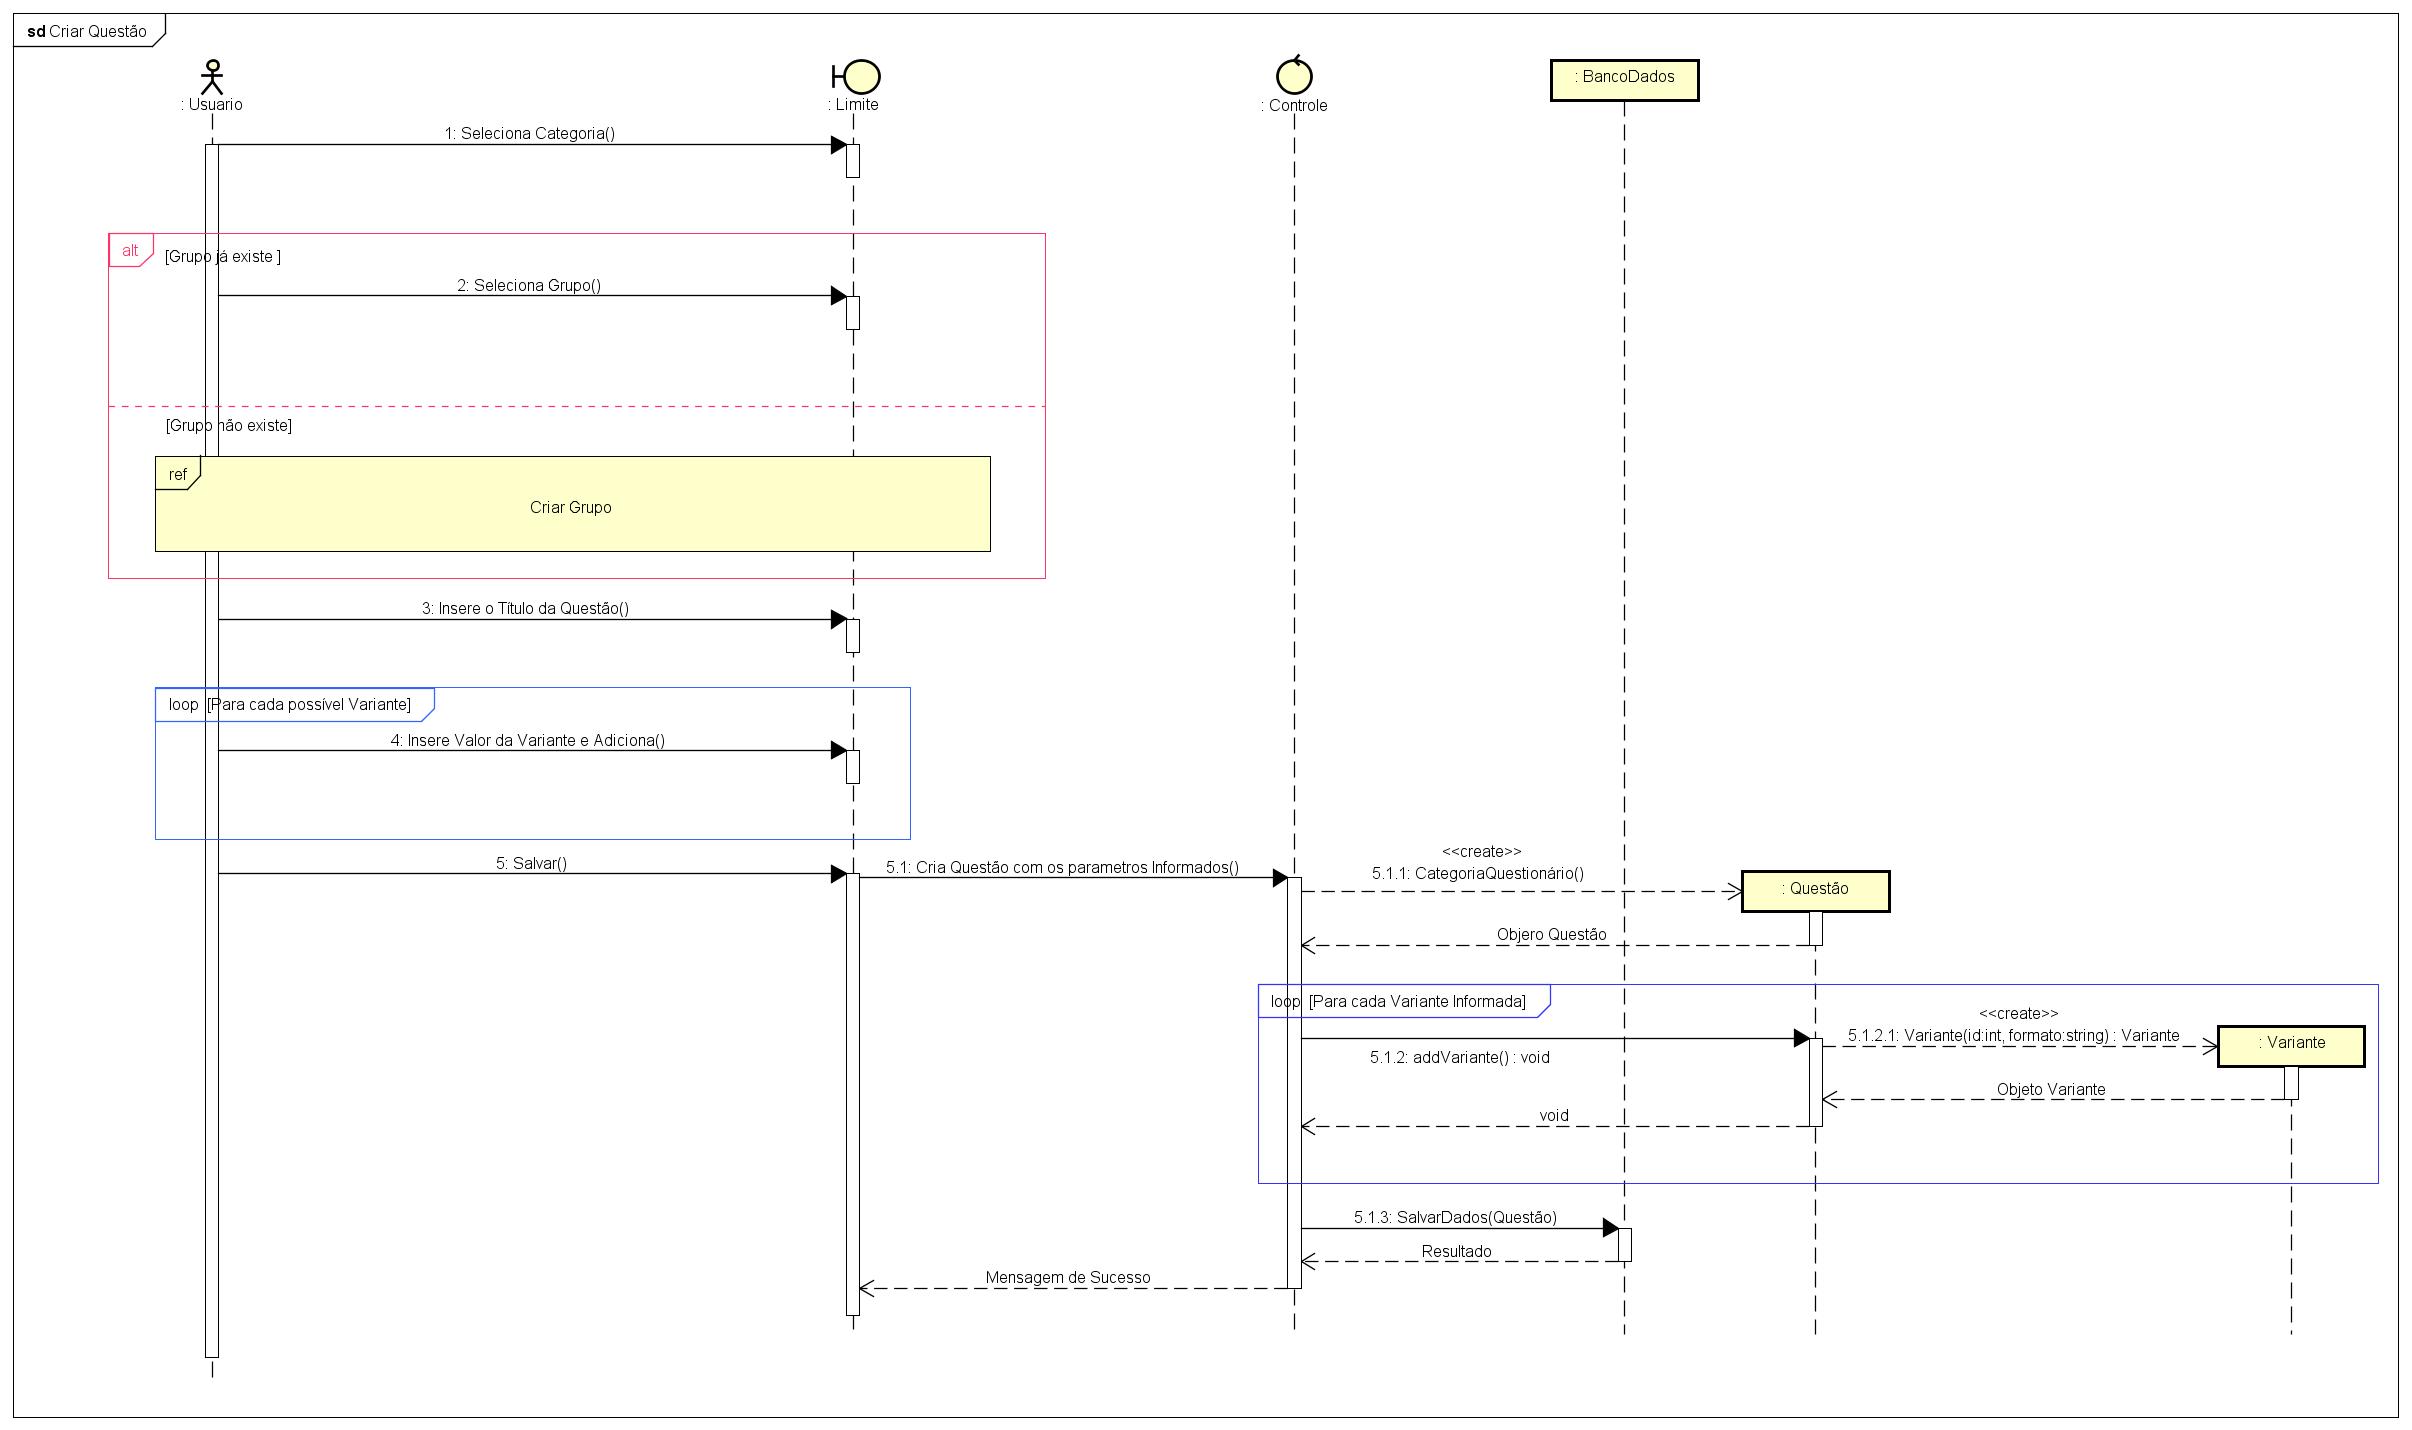 sd Criar Questão
: Usuario
: Limite
: Controle
: BancoDados
1: Seleciona Categoria()
alt
[Grupo já existe ]
2: Seleciona Grupo()
[Grupo não existe]
ref
Criar Grupo
3: Insere o Título da Questão()
loop [Para cada possível Variante]
4: Insere Valor da Variante e Adiciona()
5: Salvar()
5.1: Cria Questão com os parametros Informados()
<<create>>
5.1.1: CategoriaQuestionário()
: Questão
Objero Questão
loop [Para cada Variante Informada]
<<create>>
5.1.2.1: Variante(id:int, formato:string) : Variante
: Variante
5.1.2: addVariante() : void
Objeto Variante
void
5.1.3: SalvarDados(Questão)
Resultado
Mensagem de Sucesso